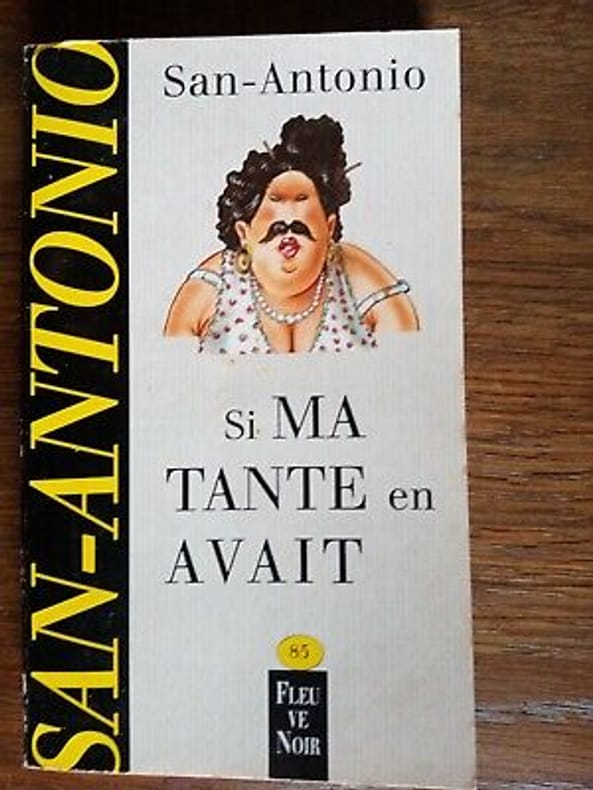 SAN-ANTONIO
San-Antonio
Si MA
TANTE en
AVAIT
85
FLEU
VE
NOIR